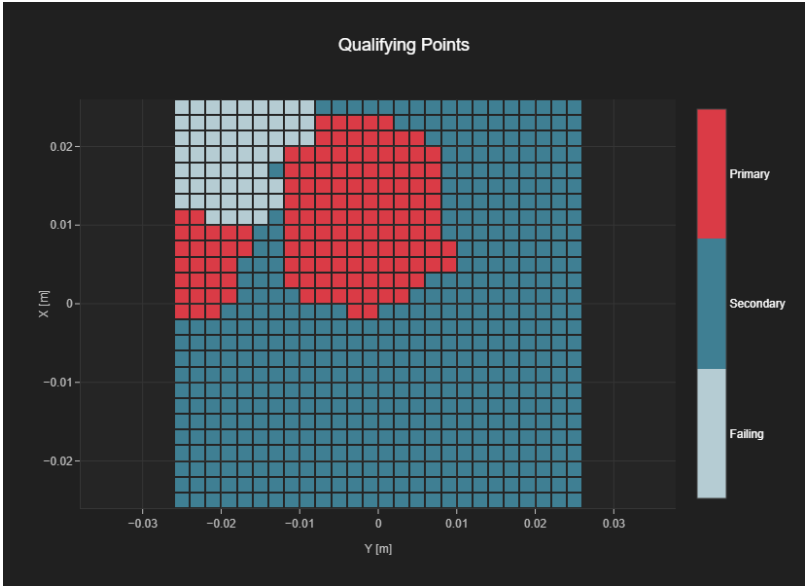 Qualifying Points
0.02
0.01
0
−0.01
−0.02
X [m]
−0.03
−0.02
−0.01
0
0.01
0.02
0.03
Y [m]
Primary
Secondary
Failing